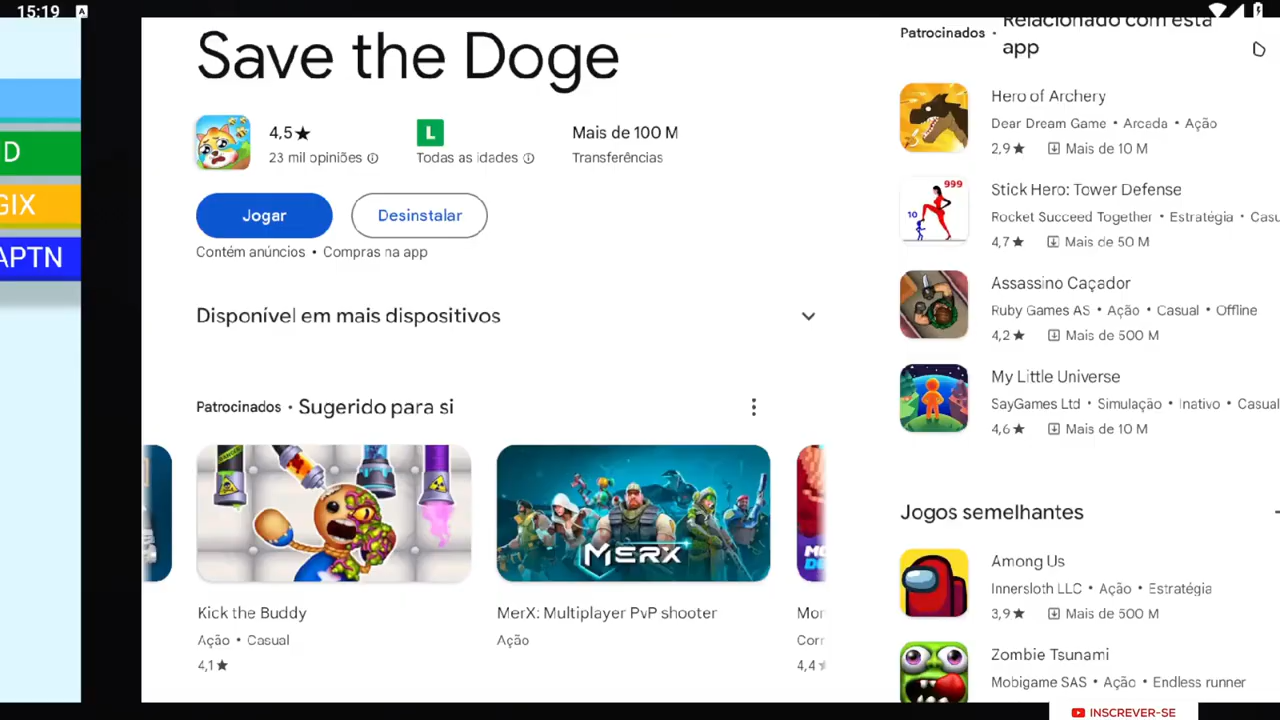 15:19
A
D
GIX
APTN
Save the Doge
4,5★
23 mil opiniões
L
Todas as idades
Mais de 100 M
Transferências
Jogar
Desinstalar
Contém anúncios • Compras na app
Disponível em mais dispositivos
Patrocinados • Sugerido para si
MERX
Kick the Buddy
Ação • Casual
4,1★
MerX: Multiplayer PvP shooter
Ação
Mor
Corr
4,4★
Patrocinados • Relacionado com esta
app
999
10
Hero of Archery
Dear Dream Game • Arcada • Ação
2,9★ Mais de 10 M
Stick Hero: Tower Defense
Rocket Succeed Together • Estratégia • Casu
4,7★ Mais de 50 M
Assassino Caçador
Ruby Games AS • Ação • Casual • Offline
4,2★ Mais de 500 M
My Little Universe
SayGames Ltd • Simulação • Inativo • Casual
4,6★ Mais de 10 M
Jogos semelhantes
Among Us
Innersloth LLC • Ação • Estratégia
3,9★ Mais de 500 M
Zombie Tsunami
Mobigame SAS • Ação • Endless runner
INSCREVER-SE